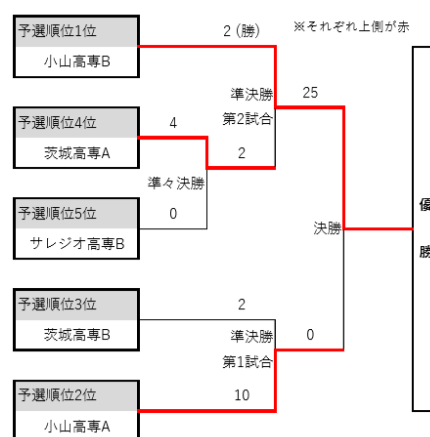 予選順位1位
2 (勝)
※それぞれ上側が赤
小山高専B
準決勝
25
第2試合
予選順位4位
4
茨城高専A
2
準々決勝
予選順位5位
0
サレジオ高専B
決勝
優
勝
予選順位3位
2
茨城高専B
準決勝
0
第1試合
予選順位2位
10
小山高専A